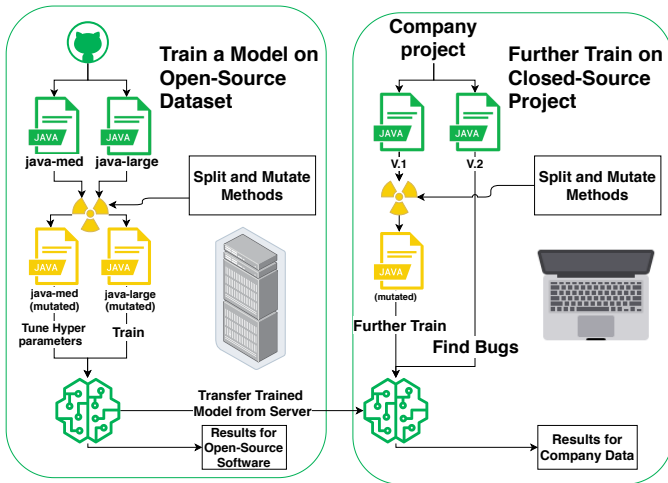 Train a Model on
Open-Source
Dataset
JAVA
JAVA
java-med
java-large
Split and Mutate
Methods
JAVA
JAVA
java-med
(mutated)
java-large
(mutated)
Tune Hyper
parameters
Train
Transfer Trained
Model from Server
Results for
Open-Source
Software
Company
project
Further Train on
Closed-Source
Project
JAVA
JAVA
V.1
V.2
Split and Mutate
Methods
JAVA
(mutated)
Further Train
Find Bugs
Results for
Company Data